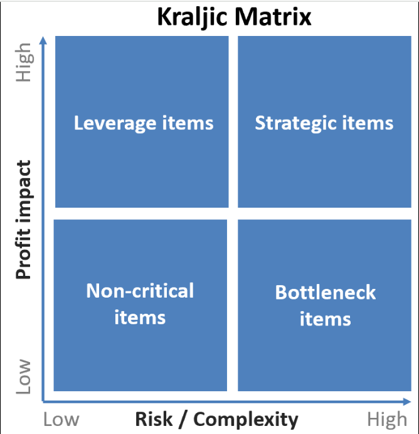 Kraljic Matrix
High
Leverage items
Strategic items
Profit impact
Non-critical
items
Bottleneck
items
Low
Low
Risk / Complexity
High